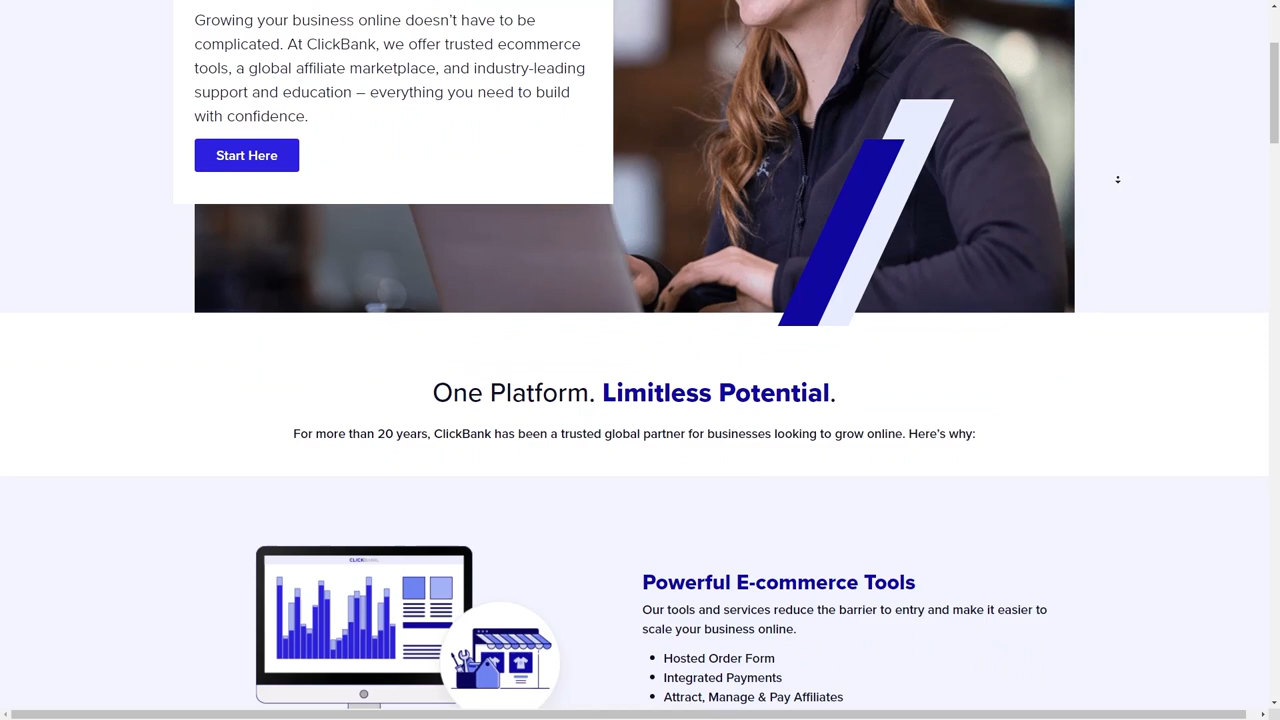 Growing your business online doesn’t have to be
complicated. At ClickBank, we offer trusted ecommerce
tools, a global affiliate marketplace, and industry-leading
support and education – everything you need to build
with confidence.
Start Here
One Platform. Limitless Potential.
For more than 20 years, ClickBank has been a trusted global partner for businesses looking to grow online. Here’s why:
CLICKBANK
Powerful E-commerce Tools
Our tools and services reduce the barrier to entry and make it easier to
scale your business online.
• Hosted Order Form
• Integrated Payments
• Attract, Manage & Pay Affiliates